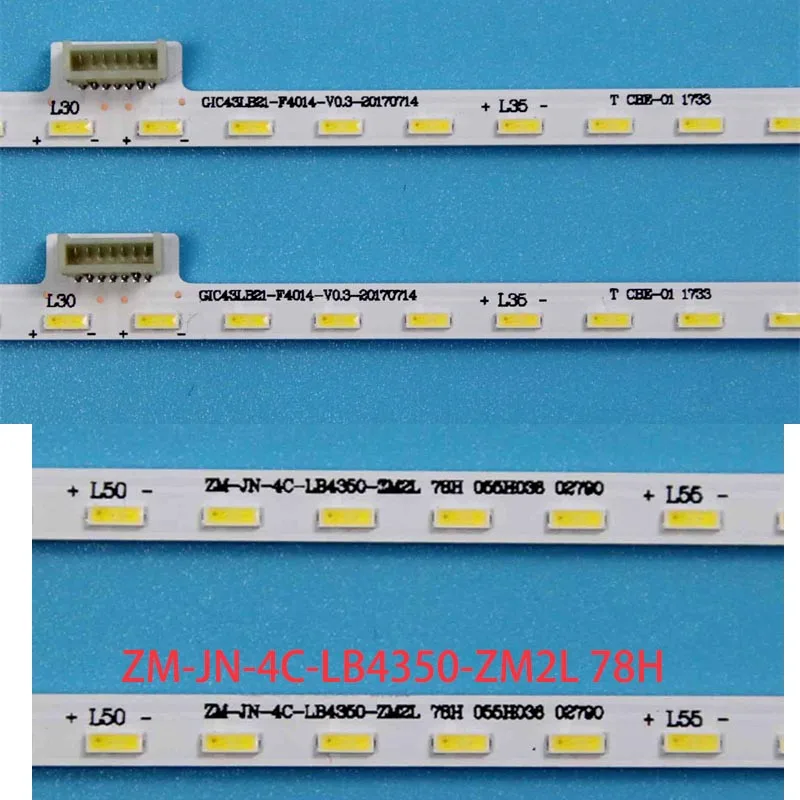 GIC43LB21-F4014-V0.3-20170714 + L35 - T CBE-01 1733
L30
+ - + -
GIC43LB21-F4014-V0.3-20170714 + L35 - T CBE-01 1733
L30
+ - + -
+ L50 - ZM-JN-4C-LB4350-ZM2L 78H 055H036 02790 + L55 -
ZM-JN-4C-LB4350-ZM2L 78H
+ L50 - ZM-JN-4C-LB4350-ZM2L 78H 055H036 02790 + L55 -